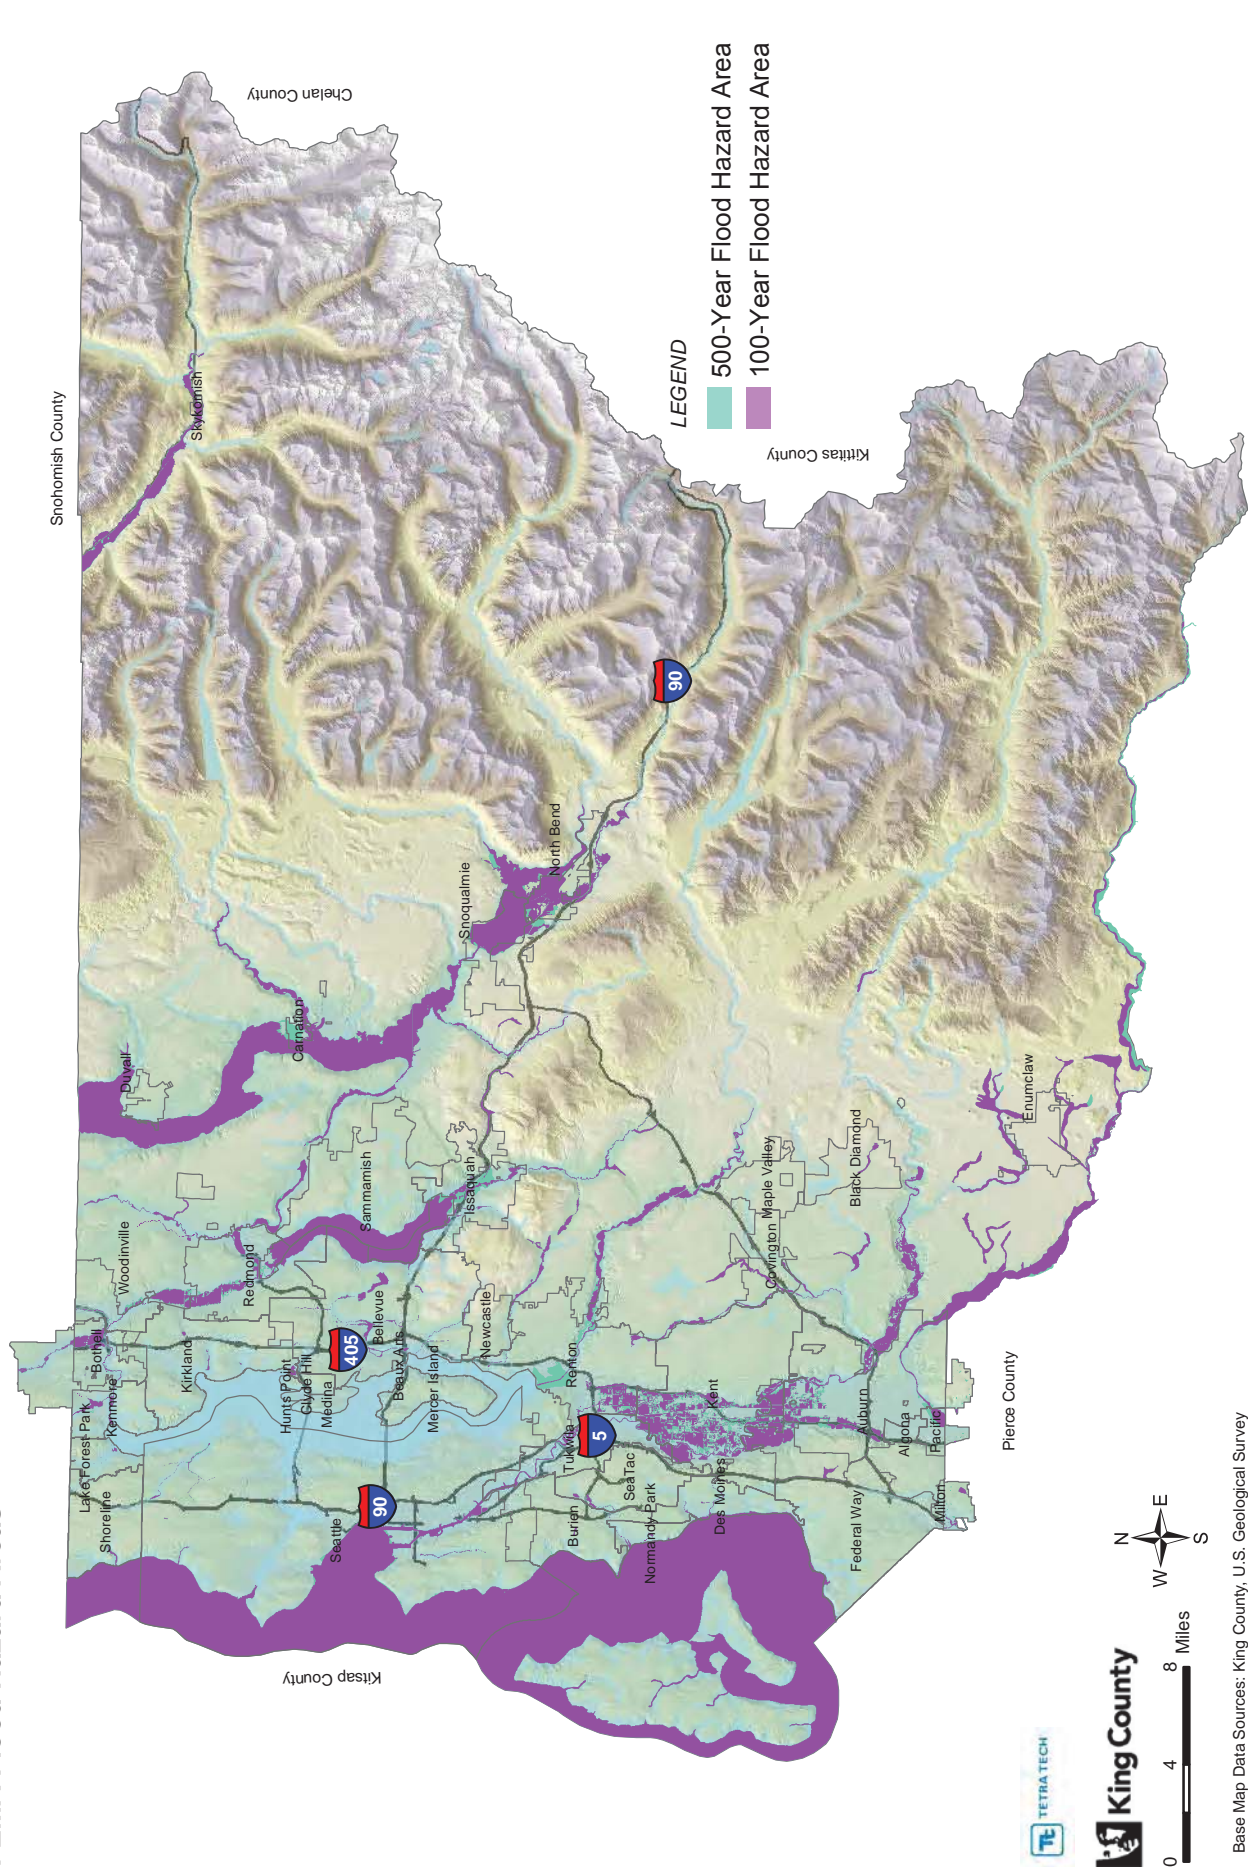 Snohomish County
Chelan County
Kittitas County
Pierce County
Kitsap County
LEGEND
500-Year Flood Hazard Area
100-Year Flood Hazard Area
Skykomish
Duvall
Carnation
Snoqualmie
North Bend
Woodinville
Redmond
Sammamish
Issaquah
Bothell
Kenmore
Lake Forest Park
Shoreline
Kirkland
Hunts Point
Clyde Hill
Medina
Bellevue
Beaux Arts
Mercer Island
Newcastle
Seattle
Renton
Tukwila
Burien
SeaTac
Normandy Park
Des Moines
Kent
Covington
Maple Valley
Black Diamond
Enumclaw
Auburn
Algona
Pacific
Federal Way
Milton
90
405
90
5
N
W
E
S
Tt TETRA TECH
King County
0
4
8
Miles
Base Map Data Sources: King County, U.S. Geological Survey